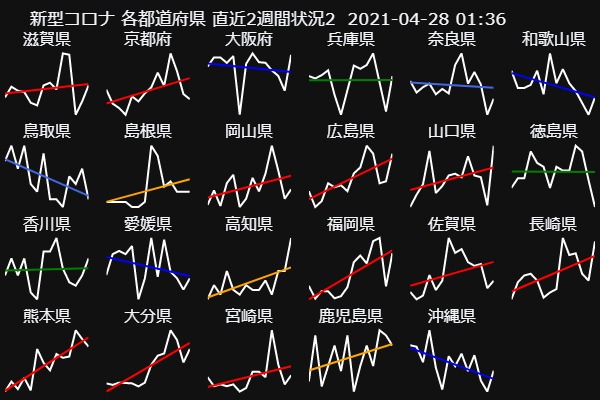 新型コロナ 各都道府県 直近2週間状況2 2021-04-28 01:36
滋賀県 京都府 大阪府 兵庫県 奈良県 和歌山県
鳥取県 島根県 岡山県 広島県 山口県 徳島県
香川県 愛媛県 高知県 福岡県 佐賀県 長崎県
熊本県 大分県 宮崎県 鹿児島県 沖縄県